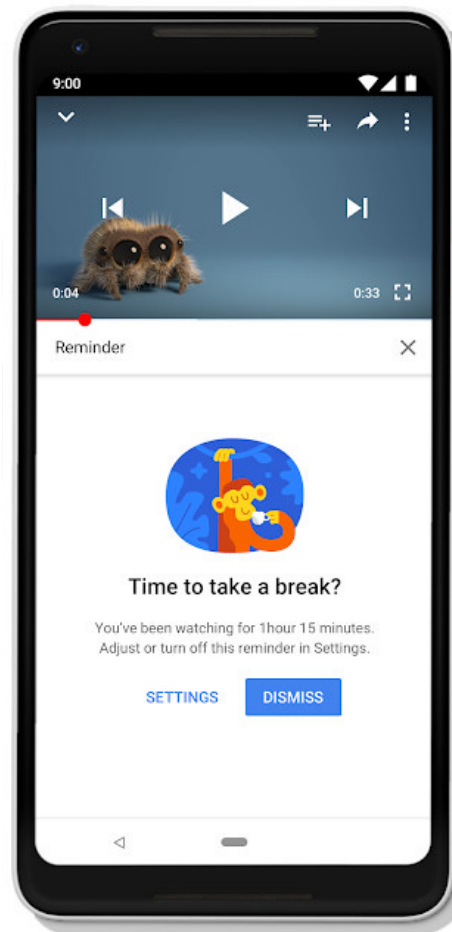 9:00
0:04
0:33
Reminder
Time to take a break?
You've been watching for 1hour 15 minutes.
Adjust or turn off this reminder in Settings.
SETTINGS
DISMISS